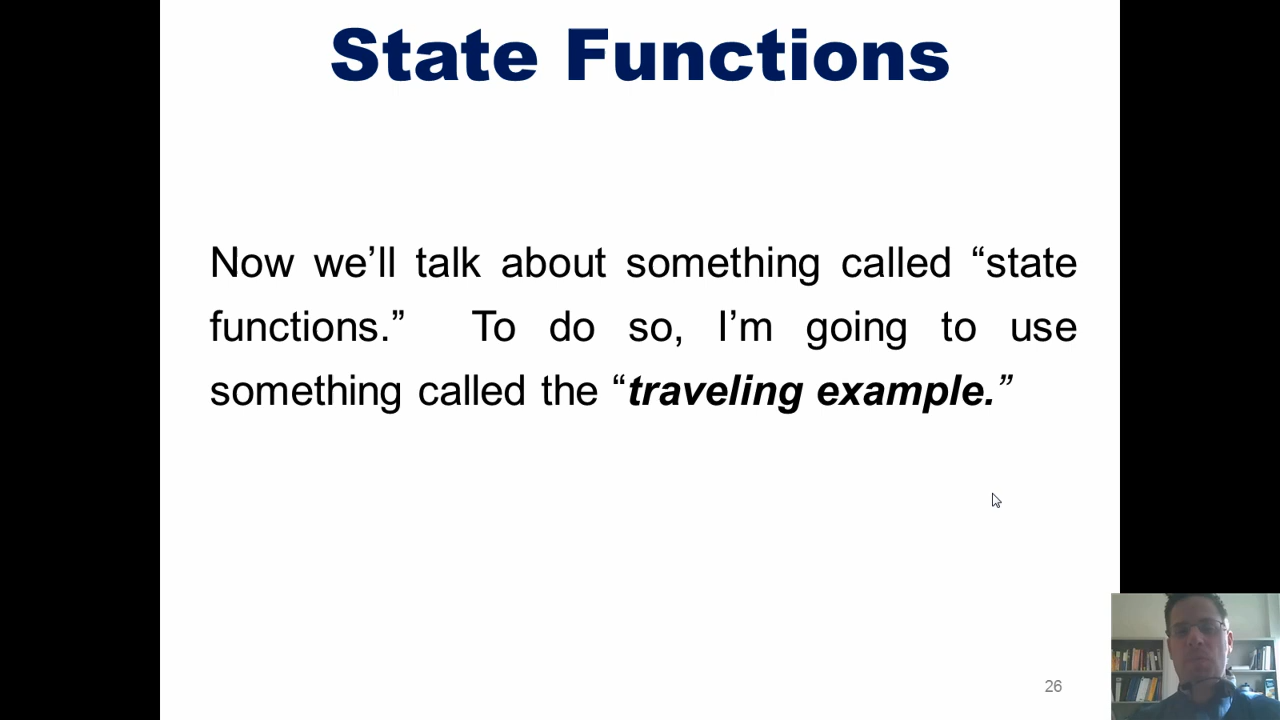 State Functions
Now we’ll talk about something called “state
functions.” To do so, I’m going to use
something called the “traveling example.”
26